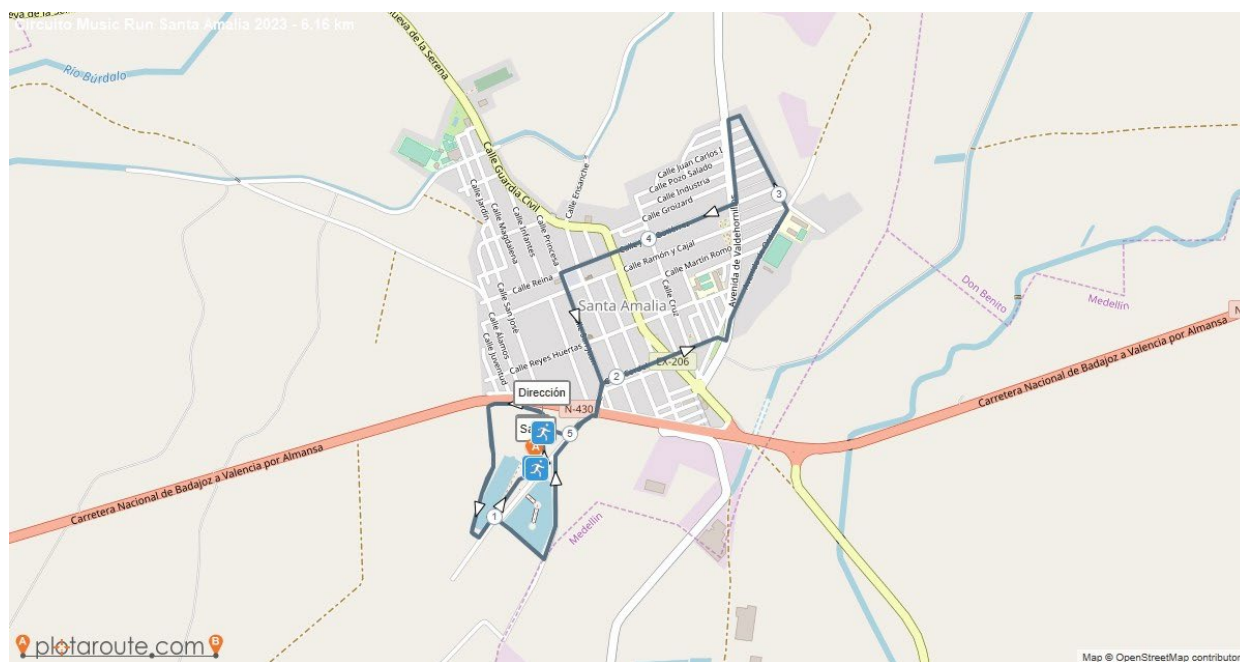 Circuito Music Run Santa Amalia 2023 - 6.16 km
Río Búrdalo
Calle Guardia Civil
Calle Ensanche
Calle Juan Carlos I
Calle Pozo Salado
Calle Industria
Calle Groizard
Calle Jardín
Calle Magdalena
Calle Infantes
Calle Princesa
3
4
Calle Ramón y Cajal
Calle Martín Romo
Avenida de Valdehornillos
Calle Reina
Calle San José
Calle Cruz
Santa Amalia
Don Benito
Medellín
Calle Álamos
Calle Juventud
Calle Reyes Huertas
2
EX-206
N
Carretera Nacional de Badajoz a Valencia por Almansa
Dirección
N-430
5
A
Carretera Nacional de Badajoz a Valencia por Almansa
1
Medellín
A plotaroute.com B
Map © OpenStreetMap contributor